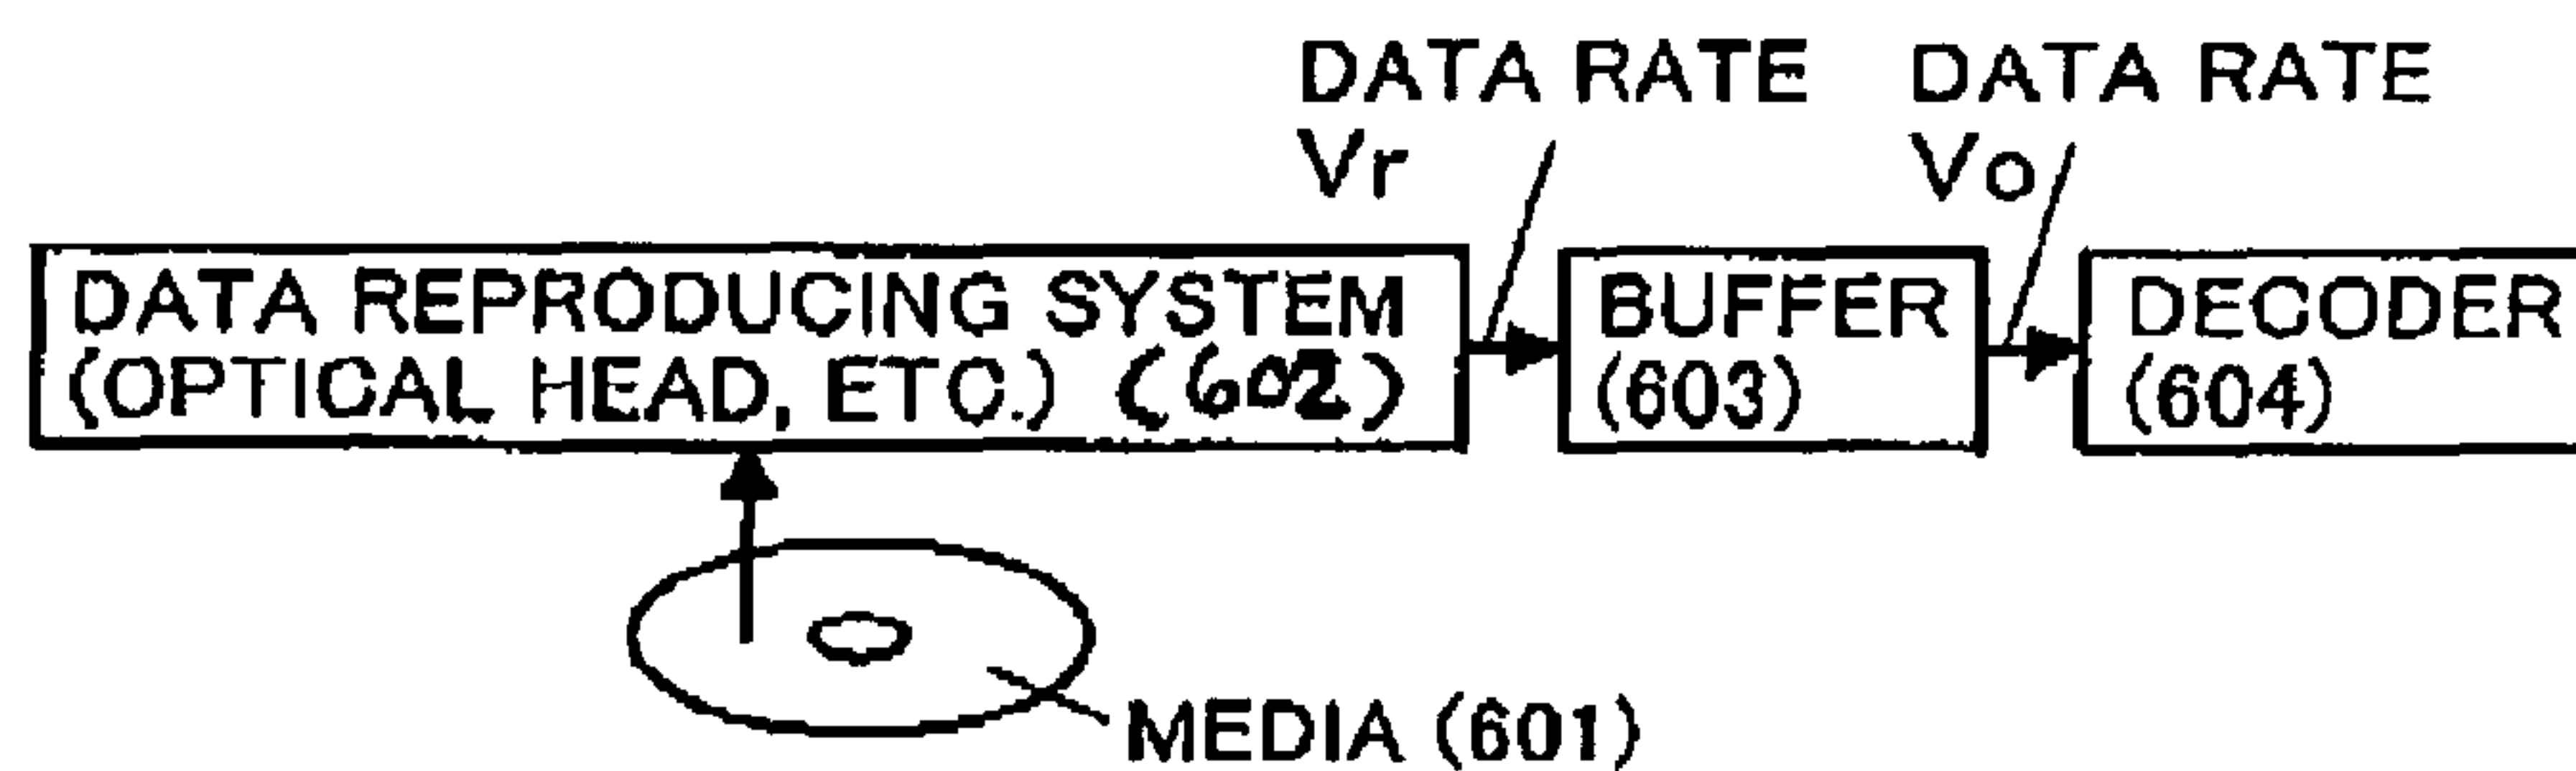 DATA RATE
Vr
DATA RATE
Vo
DATA REPRODUCING SYSTEM
(OPTICAL HEAD, ETC.) (602)
BUFFER
(603)
DECODER
(604)
MEDIA (601)